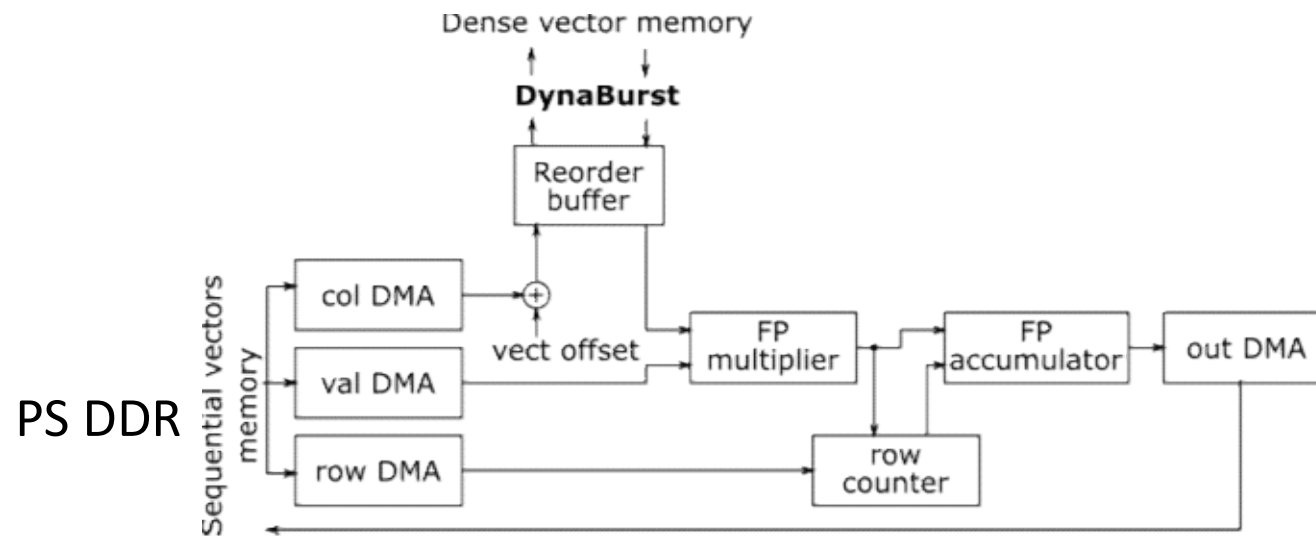 Dense vector memory
DynaBurst
Reorder
buffer
col DMA
+
vect offset
val DMA
row DMA
FP
multiplier
FP
accumulator
out DMA
row
counter
PS DDR
Sequential vectors
memory